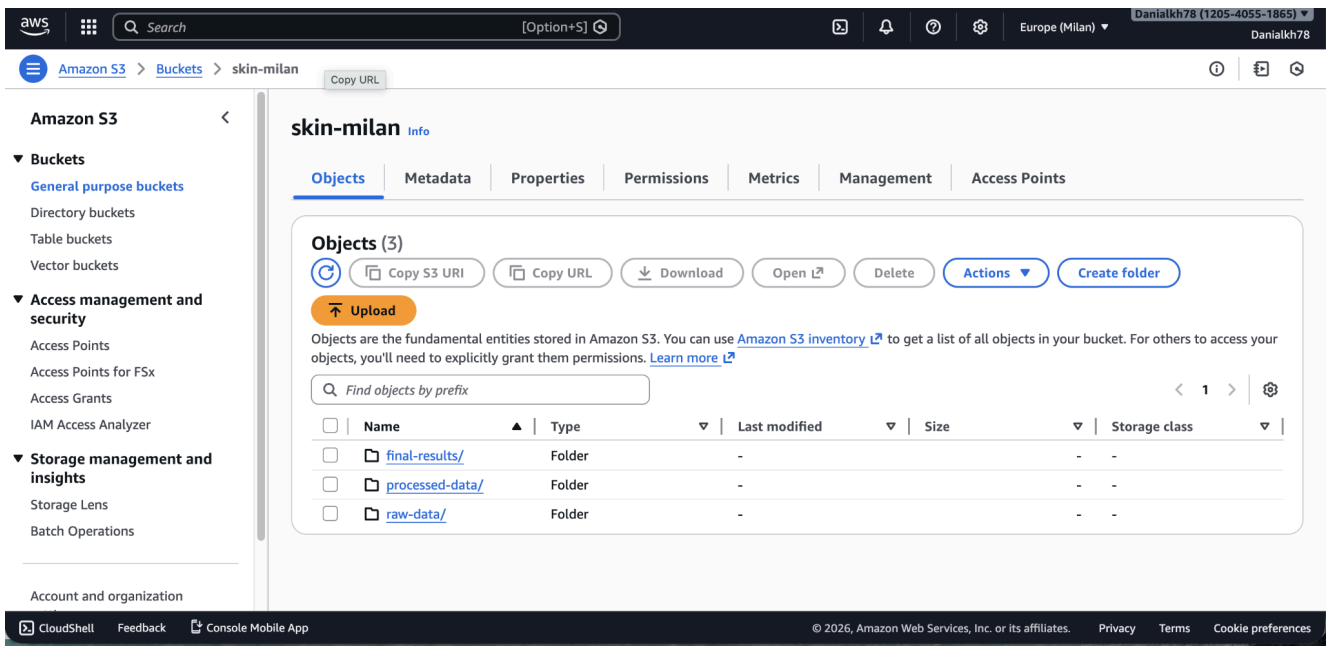 aws
Search [Option+S]
Europe (Milan) ▼
Danialkh78 (1205-4055-1865) ▼
Danialkh78
Amazon S3 > Buckets > skin-milan
Copy URL
Amazon S3
Buckets
General purpose buckets
Directory buckets
Table buckets
Vector buckets
Access management and
security
Access Points
Access Points for FSx
Access Grants
IAM Access Analyzer
Storage management and
insights
Storage Lens
Batch Operations
Account and organization
skin-milan Info
Objects Metadata Properties Permissions Metrics Management Access Points
Objects (3)
Copy S3 URI Copy URL Download Open Delete Actions ▼ Create folder
Upload
Objects are the fundamental entities stored in Amazon S3. You can use Amazon S3 inventory to get a list of all objects in your bucket. For others to access your
objects, you'll need to explicitly grant them permissions. Learn more
Find objects by prefix
< 1 >
Name Type Last modified Size Storage class
final-results/ Folder - - -
processed-data/ Folder - - -
raw-data/ Folder - - -
CloudShell Feedback Console Mobile App
© 2026, Amazon Web Services, Inc. or its affiliates. Privacy Terms Cookie preferences